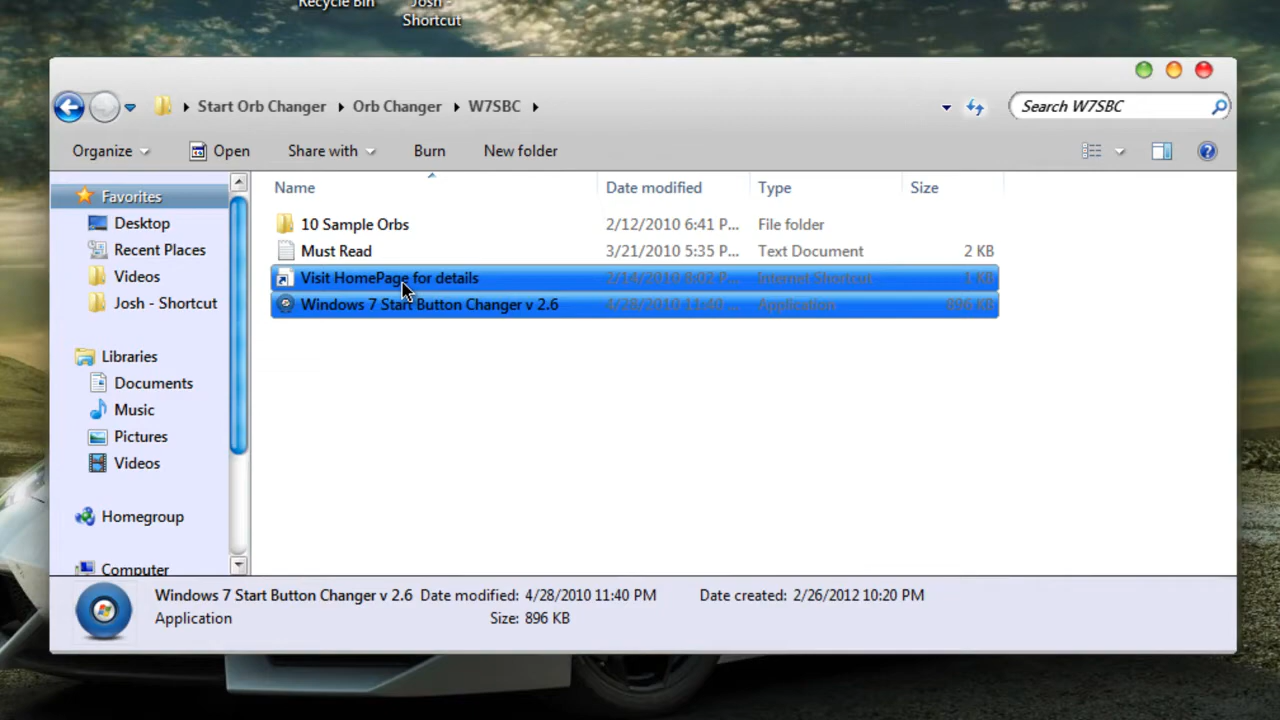 Recycle Bin
Josh -
Shortcut
Start Orb Changer Orb Changer W7SBC
Search W7SBC
Organize Open Share with Burn New folder
Name Date modified Type Size
Favorites
Desktop
Recent Places
Videos
Josh - Shortcut
Libraries
Documents
Music
Pictures
Videos
Homegroup
Computer
10 Sample Orbs 2/12/2010 6:41 P... File folder
Must Read 3/21/2010 5:35 P... Text Document 2 KB
Visit HomePage for details 2/14/2010 8:02 P... Internet Shortcut 1 KB
Windows 7 Start Button Changer v 2.6 4/28/2010 11:40 ... Application 896 KB
Windows 7 Start Button Changer v 2.6 Date modified: 4/28/2010 11:40 PM Date created: 2/26/2012 10:20 PM
Application Size: 896 KB